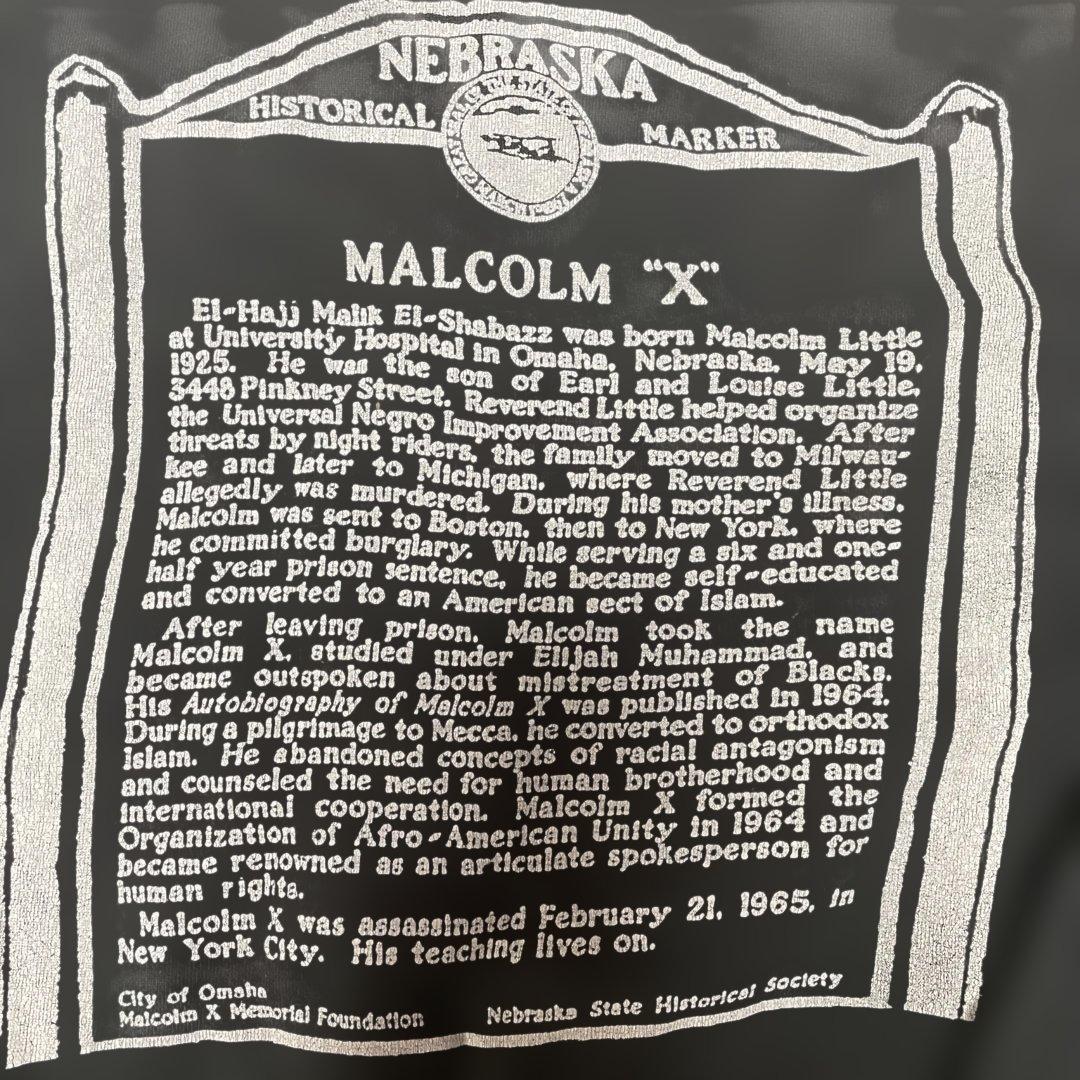 NEBRASKA
HISTORICAL MARKER
MALCOLM "X"
El-Hajj Malik El-Shabazz was born Malcolm Little
at University Hospital in Omaha, Nebraska, May 19,
1925. He was the son of Earl and Louise Little,
3448 Pinkney Street. Reverend Little helped organize
the Universal Negro Improvement Association. After
threats by night riders, the family moved to Milwau-
kee and later to Michigan, where Reverend Little
allegedly was murdered. During his mother's illness,
Malcolm was sent to Boston, then to New York, where
he committed burglary. While serving a six and one-
half year prison sentence, he became self-educated
and converted to an American sect of Islam.
After leaving prison, Malcolm took the name
Malcolm X, studied under Elijah Muhammad, and
became outspoken about mistreatment of Blacks.
His Autobiography of Malcolm X was published in 1964.
During a pilgrimage to Mecca, he converted to orthodox
Islam. He abandoned concepts of racial antagonism
and counseled the need for human brotherhood and
international cooperation. Malcolm X formed the
Organization of Afro-American Unity in 1964 and
became renowned as an articulate spokesperson for
human rights.
Malcolm X was assassinated February 21, 1965, in
New York City. His teaching lives on.
City of Omaha
Malcolm X Memorial Foundation Nebraska State Historical Society